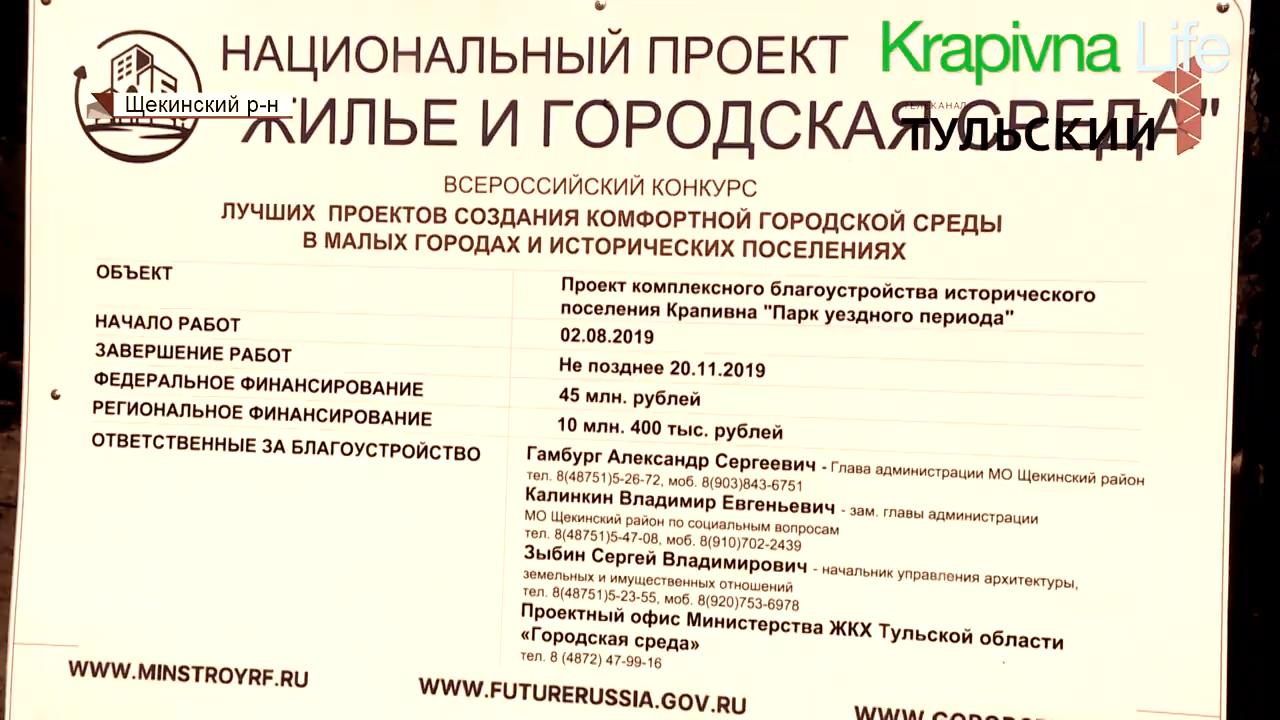 НАЦИОНАЛЬНЫЙ ПРОЕКТ
Krapivna Life
Щекинский р-н
ЖИЛЬЕ И ГОРОДСКАЯ СРЕДА"
ТЕЛЕКАНАЛ
ТУЛЬСКИЙ 1
ВСЕРОССИЙСКИЙ КОНКУРС
ЛУЧШИХ ПРОЕКТОВ СОЗДАНИЯ КОМФОРТНОЙ ГОРОДСКОЙ СРЕДЫ
В МАЛЫХ ГОРОДАХ И ИСТОРИЧЕСКИХ ПОСЕЛЕНИЯХ
ОБЪЕКТ
Проект комплексного благоустройства исторического
поселения Крапивна "Парк уездного периода"
НАЧАЛО РАБОТ 02.08.2019
ЗАВЕРШЕНИЕ РАБОТ Не позднее 20.11.2019
ФЕДЕРАЛЬНОЕ ФИНАНСИРОВАНИЕ 45 млн. рублей
РЕГИОНАЛЬНОЕ ФИНАНСИРОВАНИЕ 10 млн. 400 тыс. рублей
ОТВЕТСТВЕННЫЕ ЗА БЛАГОУСТРОЙСТВО
Гамбург Александр Сергеевич - Глава администрации МО Щекинский район
тел. 8(48751)5-26-72, моб. 8(903)843-6751
Калинкин Владимир Евгеньевич - зам. главы администрации
МО Щекинский район по социальным вопросам
тел. 8(48751)5-47-08, моб. 8(910)702-2439
Зыбин Сергей Владимирович - начальник управления архитектуры,
земельных и имущественных отношений
тел. 8(48751)5-23-55, моб. 8(920)753-6978
Проектный офис Министерства ЖКХ Тульской области
«Городская среда»
тел. 8 (4872) 47-99-16
WWW.MINSTROYRF.RU
WWW.FUTURERUSSIA.GOV.RU